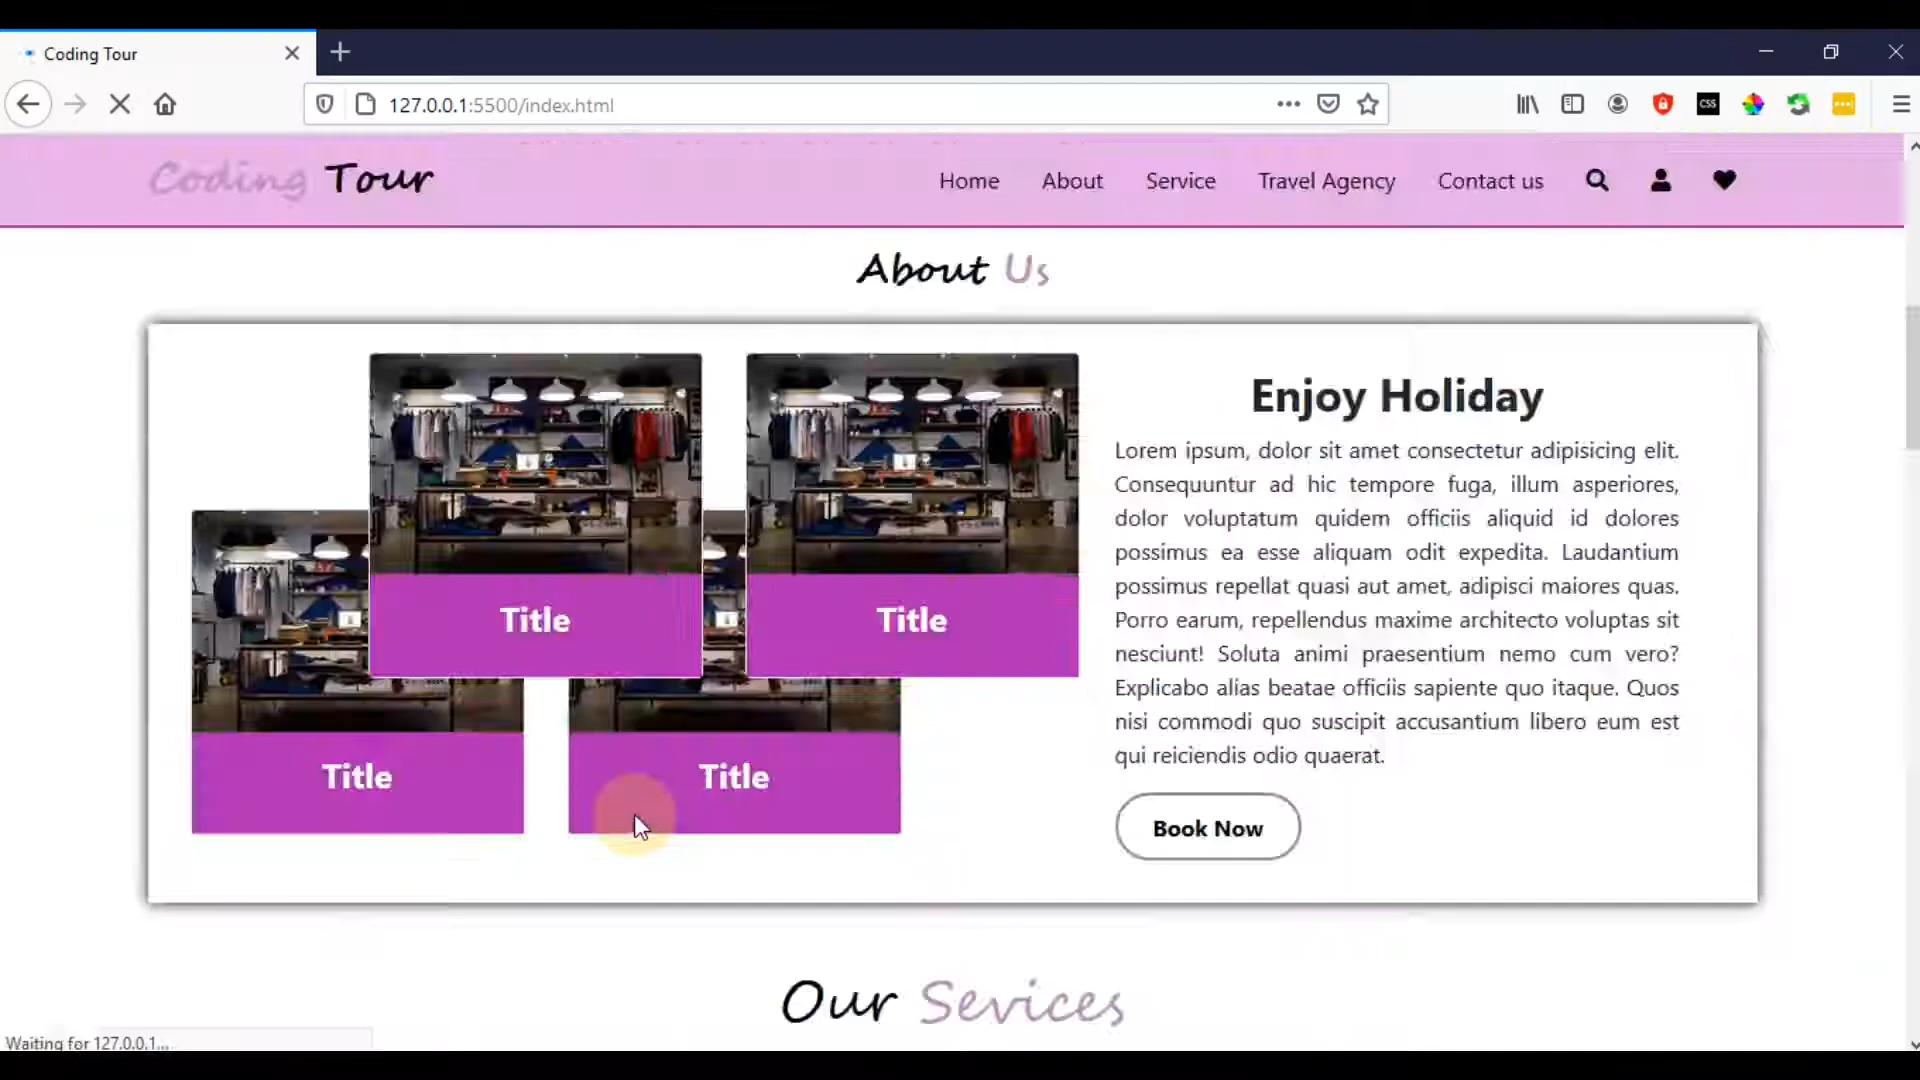 Coding Tour
127.0.0.1:5500/index.html
CSS
Coding Tour
Home About Service Travel Agency Contact us
About Us
Title
Title
Title
Title
Enjoy Holiday
Lorem ipsum, dolor sit amet consectetur adipisicing elit.
Consequuntur ad hic tempore fuga, illum asperiores,
dolor voluptatum quidem officiis aliquid id dolores
possimus ea esse aliquam odit expedita. Laudantium
possimus repellat quasi aut amet, adipisci maiores quas.
Porro earum, repellendus maxime architecto voluptas sit
nesciunt! Soluta animi praesentium nemo cum vero?
Explicabo alias beatae officiis sapiente quo itaque. Quos
nisi commodi quo suscipit accusantium libero eum est
qui reiciendis odio quaerat.
Book Now
Our Sevices
Waiting for 127.0.0.1...